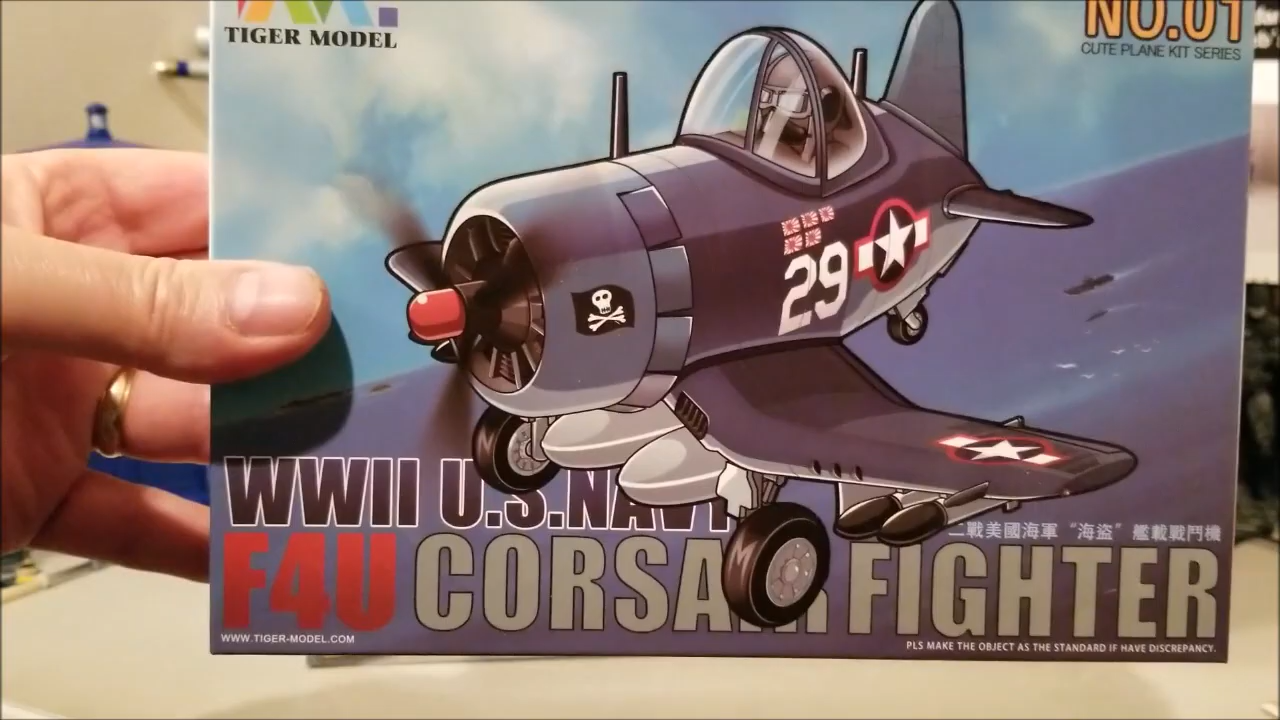 TIGER MODEL
NO.01
CUTE PLANE KIT SERIES
29
WWII U.S.NAVY
二戰美國海軍 “海盜” 艦載戰鬥機
F4U CORSAIR FIGHTER
WWW.TIGER-MODEL.COM
PLS MAKE THE OBJECT AS THE STANDARD IF HAVE DISCREPANCY.